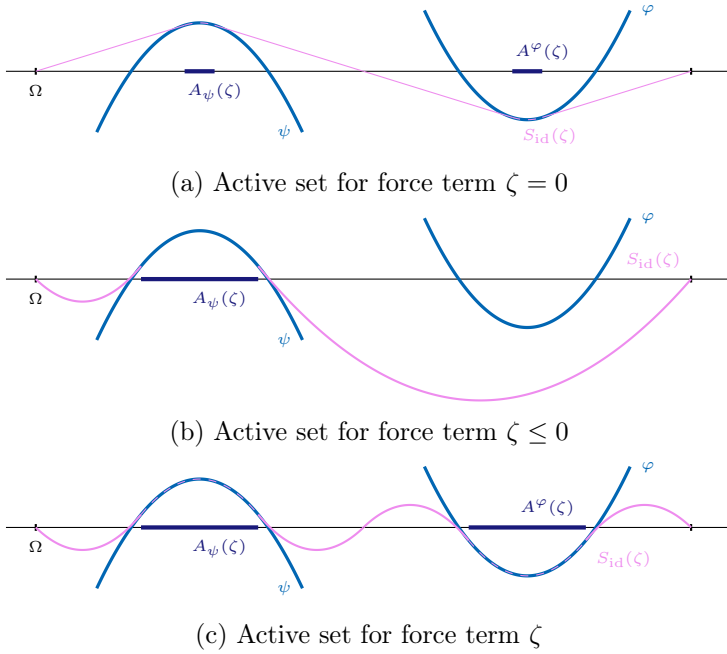 φ
A^φ(ζ)
Ω
A_ψ(ζ)
ψ
S_id(ζ)
(a) Active set for force term ζ = 0
φ
S_id(ζ)
Ω
A_ψ(ζ)
ψ
(b) Active set for force term ζ ≤ 0
φ
A^φ(ζ)
Ω
A_ψ(ζ)
S_id(ζ)
ψ
(c) Active set for force term ζ